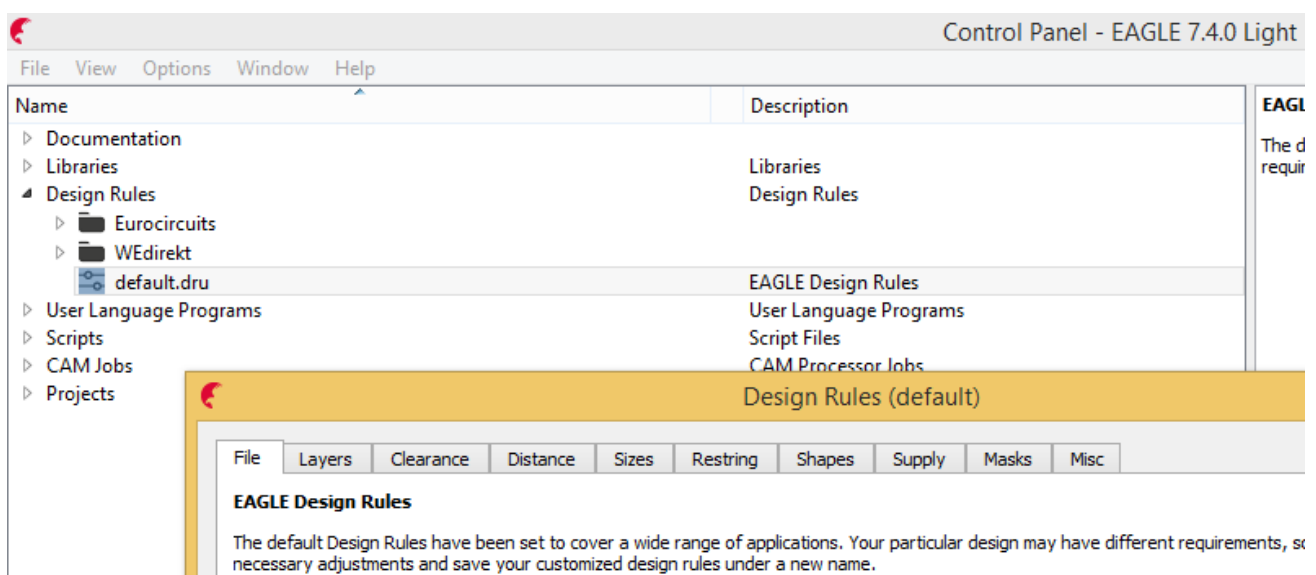 Control Panel - EAGLE 7.4.0 Light
File View Options Window Help
Name Description
Documentation
Libraries Libraries
Design Rules Design Rules
Eurocircuits
WEdirekt
default.dru EAGLE Design Rules
User Language Programs User Language Programs
Scripts Script Files
CAM Jobs CAM Processor Jobs
Projects
The d
requir
Design Rules (default)
File Layers Clearance Distance Sizes Restring Shapes Supply Masks Misc
EAGLE Design Rules
The default Design Rules have been set to cover a wide range of applications. Your particular design may have different requirements, so
necessary adjustments and save your customized design rules under a new name.